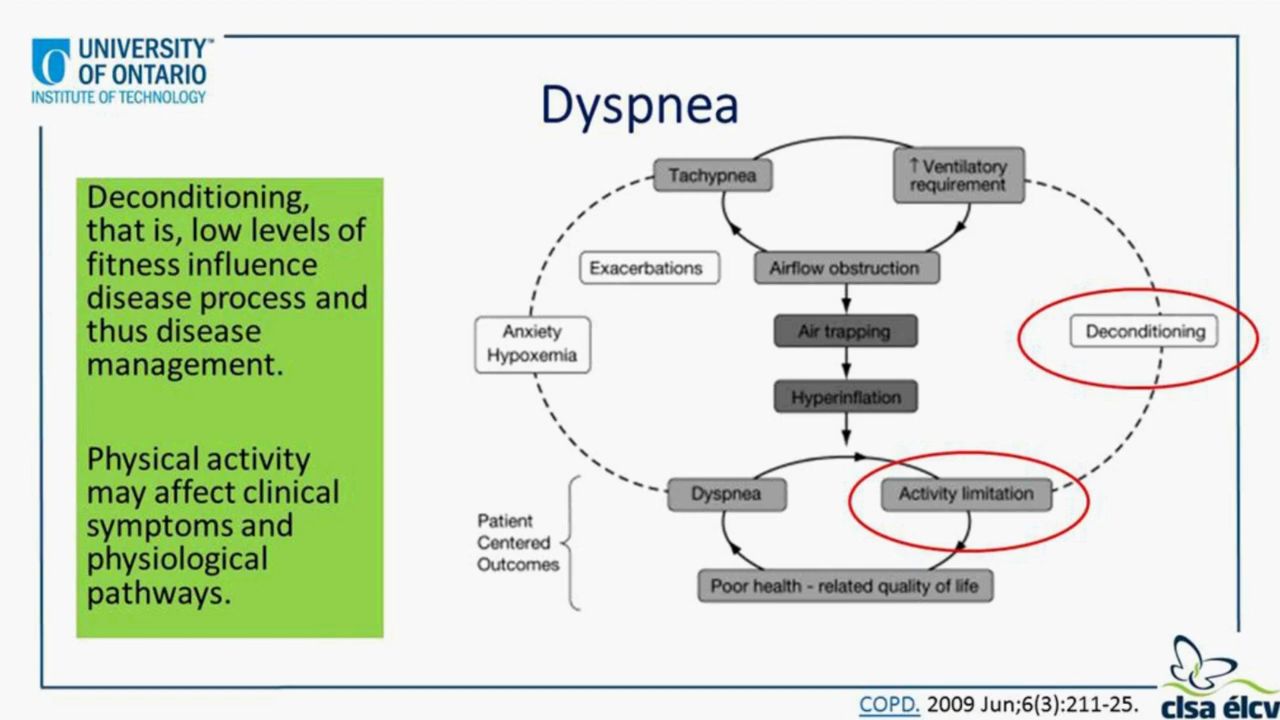 UNIVERSITY™
OF ONTARIO
INSTITUTE OF TECHNOLOGY
Dyspnea
Deconditioning,
that is, low levels of
fitness influence
disease process and
thus disease
management.
Physical activity
may affect clinical
symptoms and
physiological
pathways.
Tachypnea
↑ Ventilatory
requirement
Exacerbations
Airflow obstruction
Anxiety
Hypoxemia
Air trapping
Deconditioning
Hyperinflation
Dyspnea
Activity limitation
Patient
Centered
Outcomes
Poor health - related quality of life
COPD. 2009 Jun;6(3):211-25.
clsa élcv